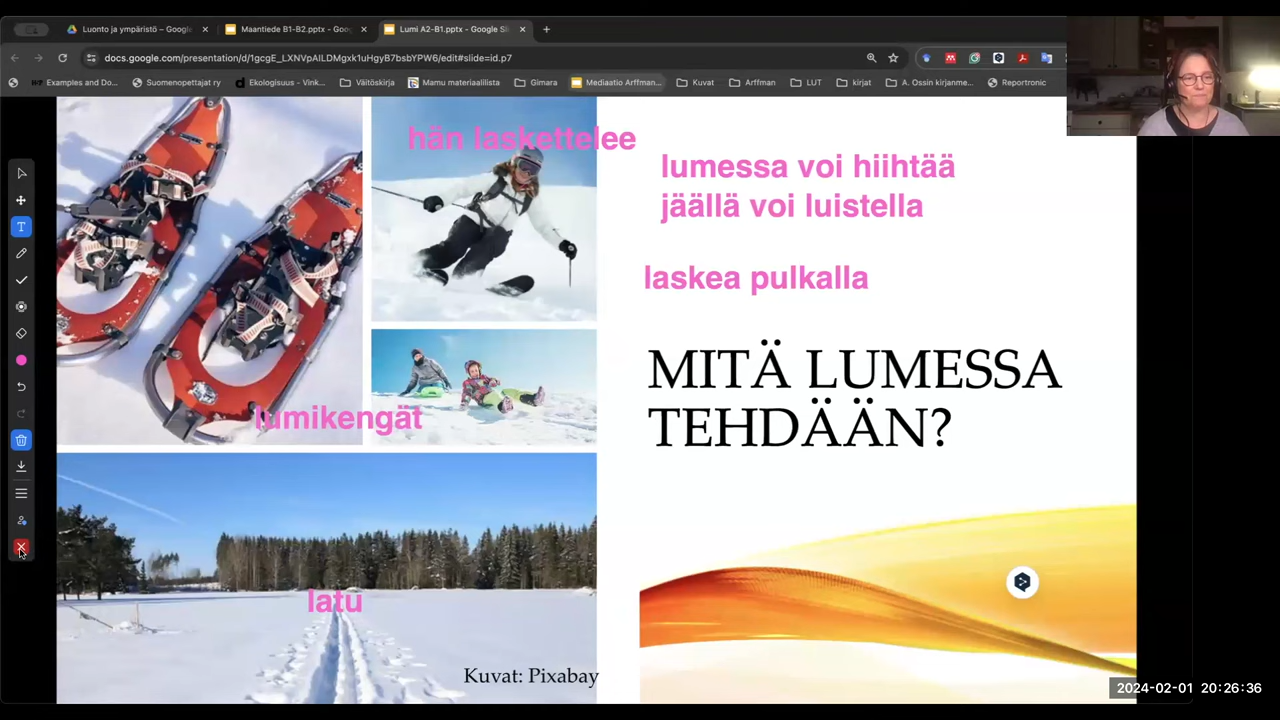 Luonto ja ympäristö – Google
Maantiede B1-B2.pptx - Goog
Lumi A2-B1.pptx - Google Sl
docs.google.com/presentation/d/1gcgE_LXNVpAILDMgxk1uHgyB7bsbYPW6/edit#slide=id.p7
Examples and Do...
Suomenopettajat ry
Ekologisuus - Vink...
Väitöskirja
Mamu materiaalilista
Gimara
Mediaatio Arffman...
Kuvat
Arffman
LUT
kirjat
A. Ossin kirjanme...
Reportronic
hän laskettelee
lumessa voi hiihtää
jäällä voi luistella
laskea pulkalla
MITÄ LUMESSA
TEHDÄÄN?
lumikengät
latu
Kuvat: Pixabay
2024-02-01 20:26:36